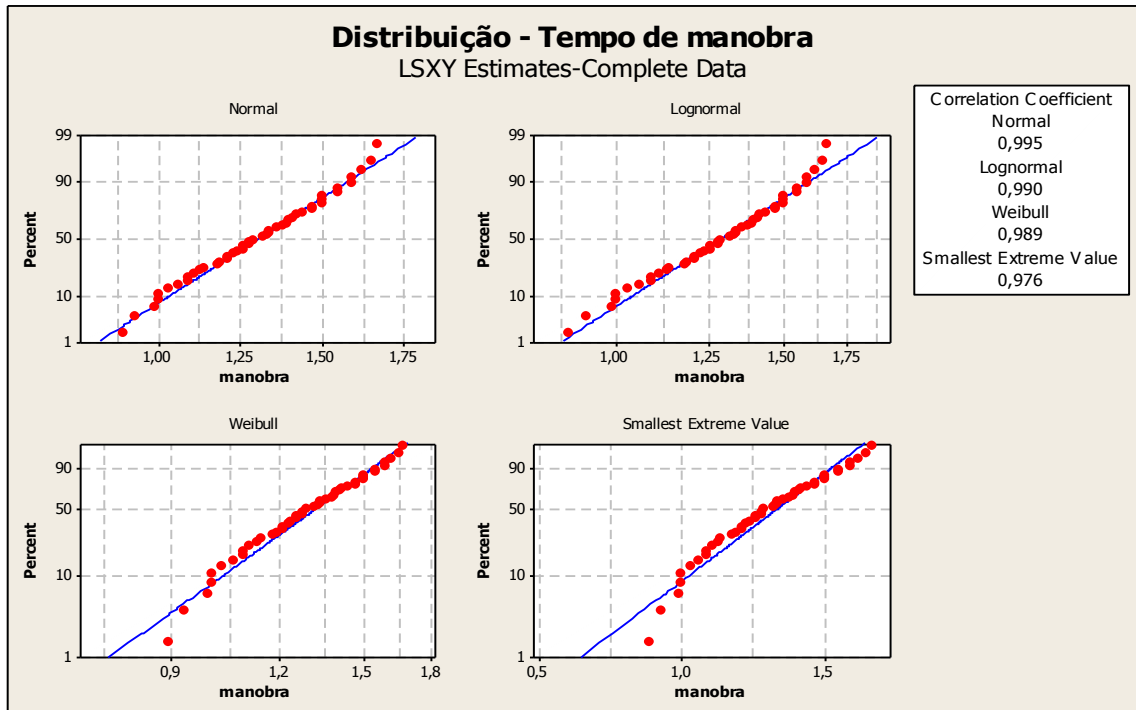 Distribuição - Tempo de manobra
LSXY Estimates-Complete Data
Normal
99
90
50
10
1
Percent
1,00
1,25
1,50
1,75
manobra
Lognormal
99
90
50
10
1
Percent
1,00
1,25
1,50
1,75
manobra
Correlation Coefficient
Normal
0,995
Lognormal
0,990
Weibull
0,989
Smallest Extreme Value
0,976
Weibull
90
50
10
1
Percent
0,9
1,2
1,5
1,8
manobra
Smallest Extreme Value
90
50
10
1
Percent
0,5
1,0
1,5
manobra